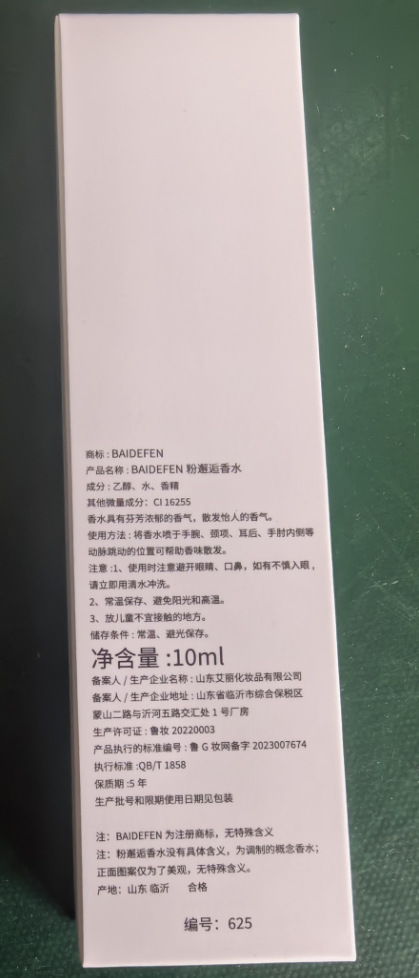 商标 : BAIDEFEN
产品名称 : BAIDEFEN 粉邂逅香水
成分 : 乙醇、水、香精
其他微量成分：CI 16255
香水具有芬芳浓郁的香气，散发怡人的香气。
使用方法 : 将香水喷于手腕、颈项、耳后、手肘内侧等
动脉跳动的位置可帮助香味散发。
注意 :1、使用时注意避开眼睛、口鼻，如有不慎入眼 ,
请立即用清水冲洗。
2、常温保存、避免阳光和高温。
3、放儿童不宜接触的地方。
储存条件 : 常温、避光保存。
净含量 :10ml
备案人 / 生产企业名称 : 山东艾丽化妆品有限公司
备案人 / 生产企业地址 : 山东省临沂市综合保税区
蒙山二路与沂河五路交汇处 1 号厂房
生产许可证 : 鲁妆 20220003
产品执行的标准编号 : 鲁 G 妆网备字 2023007674
执行标准 :QB/T 1858
保质期 :5 年
生产批号和限期使用日期见包装
注：BAIDEFEN 为注册商标，无特殊含义
注：粉邂逅香水没有具体含义，为调制的概念香水；
正面图案仅为了美观，无特殊含义。
产地：山东 临沂 合格
编号：625